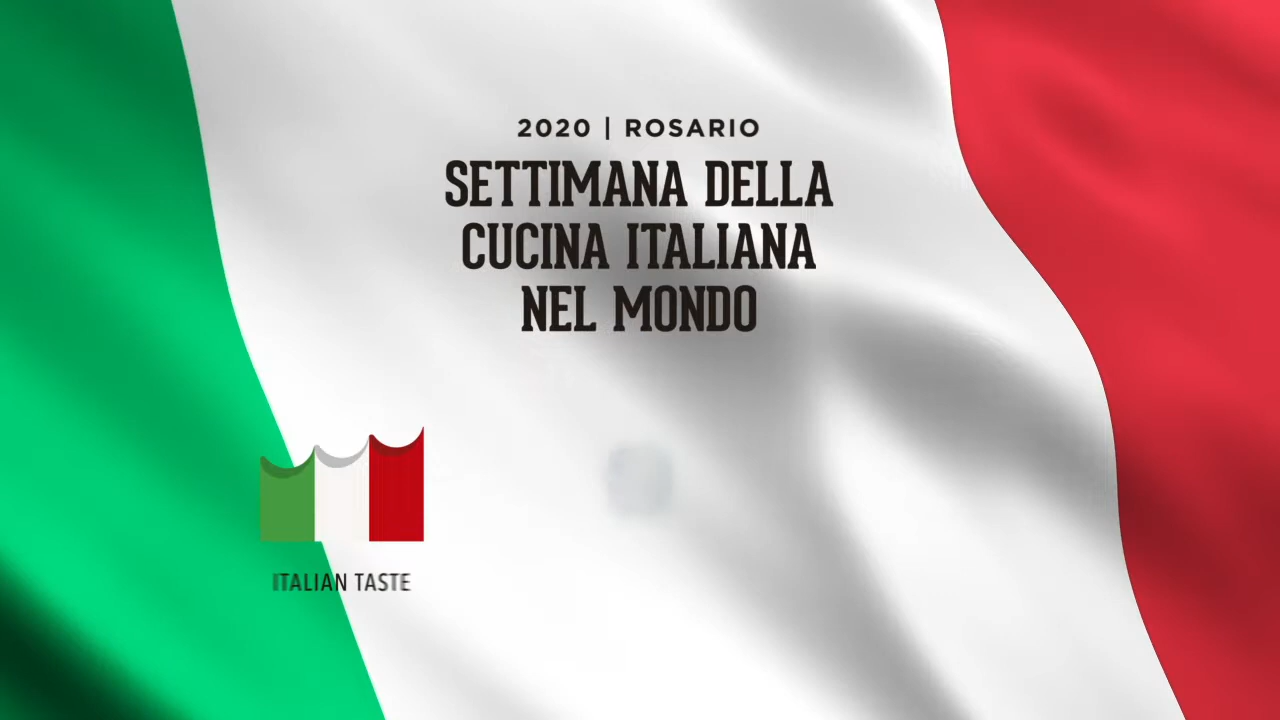 2020 | ROSARIO
SETTIMANA DELLA
CUCINA ITALIANA
NEL MONDO
ITALIAN TASTE